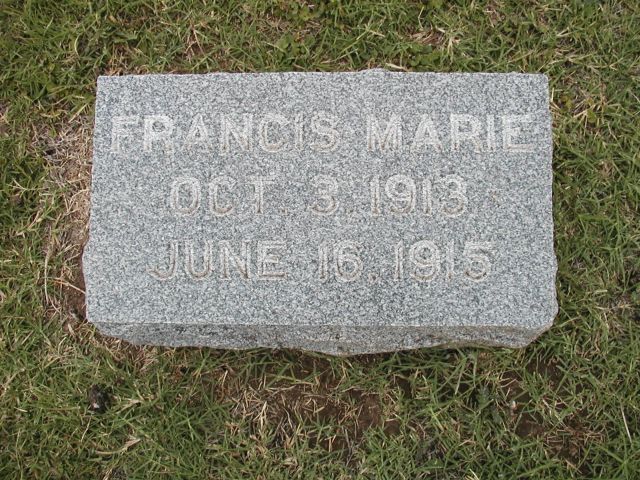 FRANCIS MARIE
OCT. 3, 1913
JUNE 16, 1915